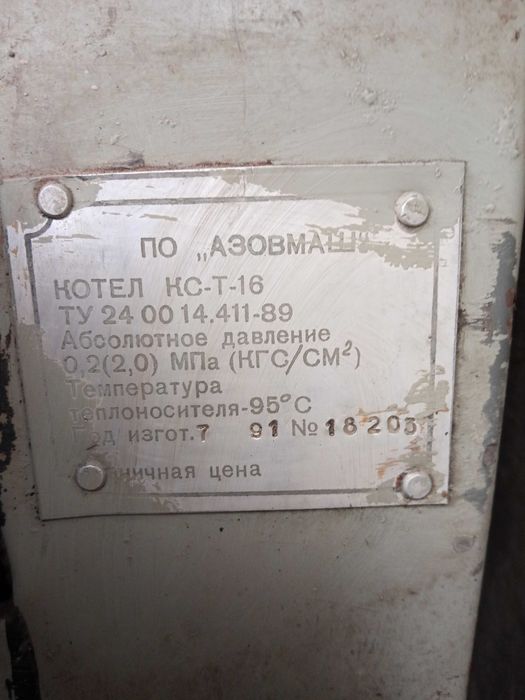 ПО „АЗОВМАШ"
КОТЕЛ КС-Т-16
ТУ 24 00 14.411-89
Абсолютное давление
0,2(2,0) МПа (КГС/СМ²)
Температура
теплоносителя-95°С
Год изгот. 7 91 № 18203
цена